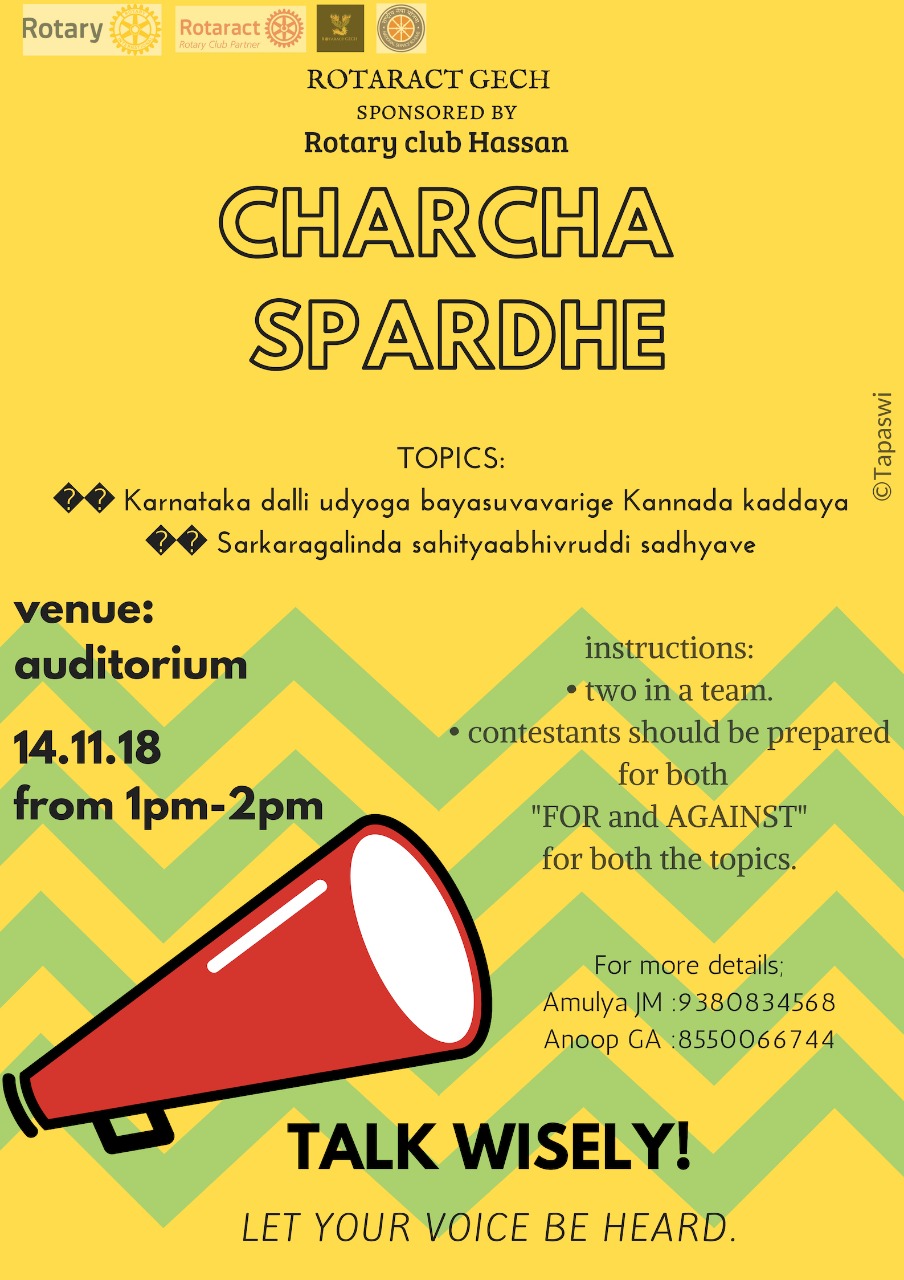 Rotary
Rotaract
Rotary Club Partner
ROTARACT GECH
SPONSORED BY
Rotary club Hassan
CHARCHA
SPARDHE
©Tapaswi
TOPICS:
�� Karnataka dalli udyoga bayasuvavarige Kannada kaddaya
�� Sarkaragalinda sahityaabhivruddi sadhyave
venue:
auditorium
14.11.18
from 1pm-2pm
instructions:
• two in a team.
• contestants should be prepared
for both
"FOR and AGAINST"
for both the topics.
For more details;
Amulya JM :9380834568
Anoop GA :8550066744
TALK WISELY!
LET YOUR VOICE BE HEARD.